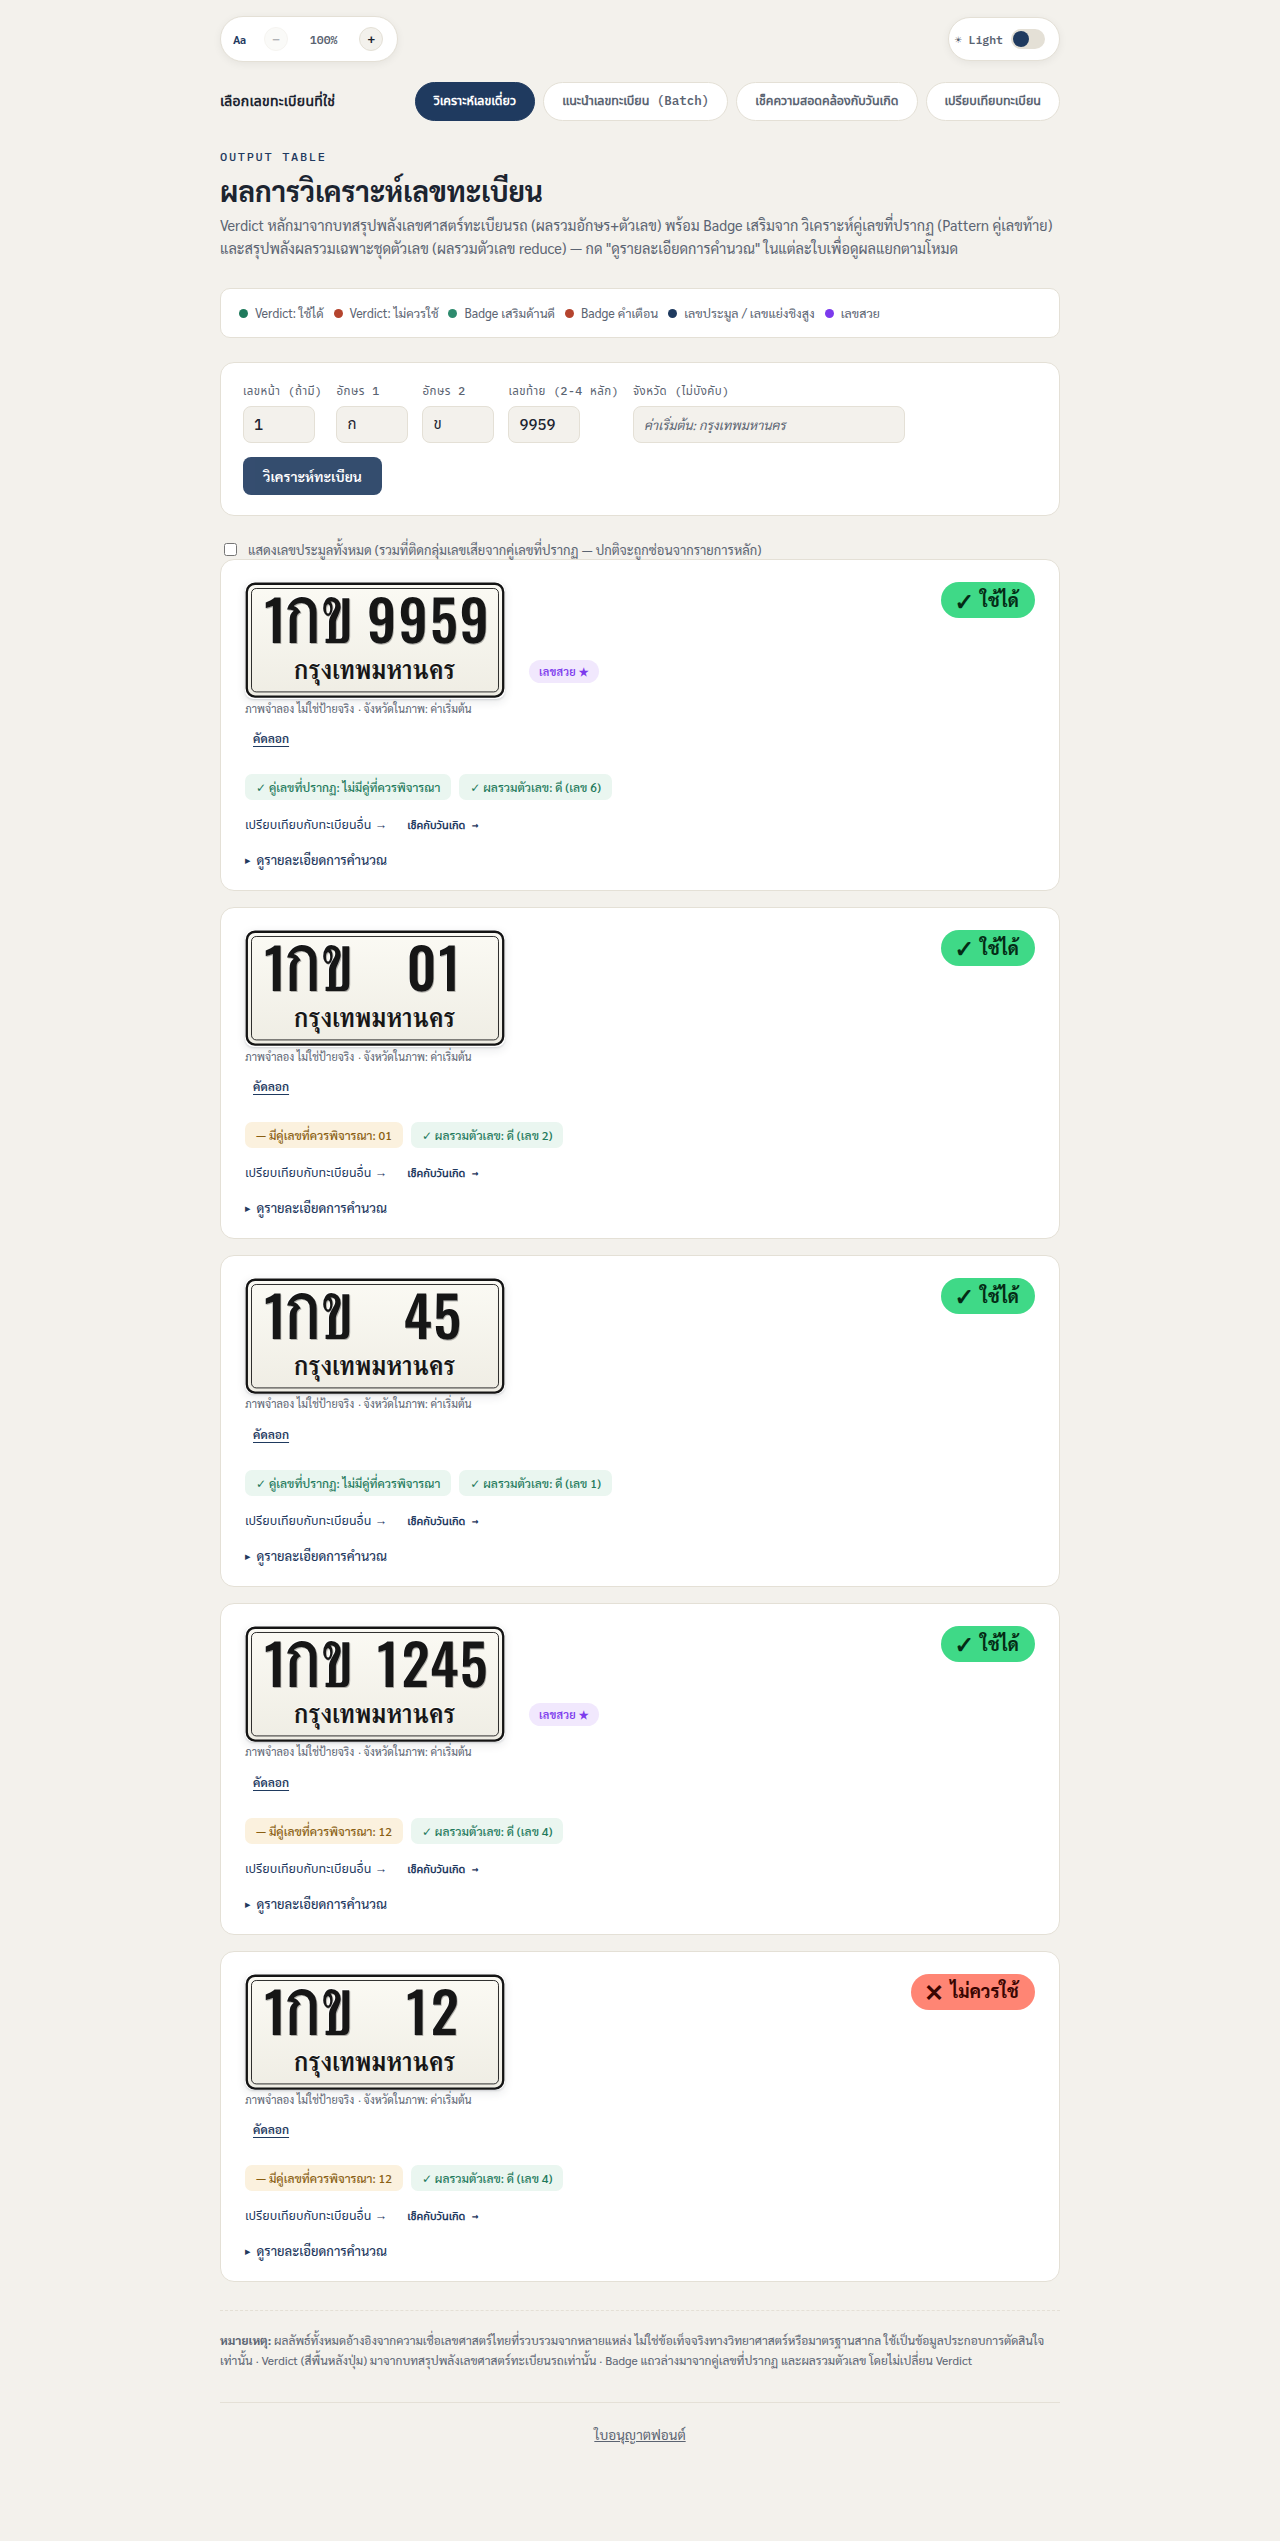 Aa − 100% +
☀ Light
เลือกเลขทะเบียนที่ใช่
วิเคราะห์เลขเดี่ยว
แนะนำเลขทะเบียน (Batch)
เช็คความสอดคล้องกับวันเกิด
เปรียบเทียบทะเบียน
OUTPUT TABLE
ผลการวิเคราะห์เลขทะเบียน
Verdict หลักมาจากบทสรุปพลังเลขศาสตร์ทะเบียนรถ (ผลรวมอักษร+ตัวเลข) พร้อม Badge เสริมจาก วิเคราะห์คู่เลขที่ปรากฏ (Pattern คู่เลขท้าย)
และสรุปพลังผลรวมเฉพาะชุดตัวเลข (ผลรวมตัวเลข reduce) — กด "ดูรายละเอียดการคำนวณ" ในแต่ละใบเพื่อดูผลแยกตามโหมด
Verdict: ใช้ได้ Verdict: ไม่ควรใช้ Badge เสริมด้านดี Badge คำเตือน เลขประมูล / เลขแย่งชิงสูง เลขสวย
เลขหน้า (ถ้ามี) อักษร 1 อักษร 2 เลขท้าย (2-4 หลัก) จังหวัด (ไม่บังคับ)
1 ก ข 9959 ค่าเริ่มต้น: กรุงเทพมหานคร
วิเคราะห์ทะเบียน
แสดงเลขประมูลทั้งหมด (รวมที่ติดกลุ่มเลขเสียจากคู่เลขที่ปรากฏ — ปกติจะถูกซ่อนจากรายการหลัก)
1กข 9959
กรุงเทพมหานคร
เลขสวย ★
✓ ใช้ได้
ภาพจำลอง ไม่ใช่ป้ายจริง · จังหวัดในภาพ: ค่าเริ่มต้น
คัดลอก
✓ คู่เลขที่ปรากฏ: ไม่มีคู่ที่ควรพิจารณา ✓ ผลรวมตัวเลข: ดี (เลข 6)
เปรียบเทียบกับทะเบียนอื่น → เช็คกับวันเกิด →
▸ ดูรายละเอียดการคำนวณ
1กข 01
กรุงเทพมหานคร
✓ ใช้ได้
ภาพจำลอง ไม่ใช่ป้ายจริง · จังหวัดในภาพ: ค่าเริ่มต้น
คัดลอก
— มีคู่เลขที่ควรพิจารณา: 01 ✓ ผลรวมตัวเลข: ดี (เลข 2)
เปรียบเทียบกับทะเบียนอื่น → เช็คกับวันเกิด →
▸ ดูรายละเอียดการคำนวณ
1กข 45
กรุงเทพมหานคร
✓ ใช้ได้
ภาพจำลอง ไม่ใช่ป้ายจริง · จังหวัดในภาพ: ค่าเริ่มต้น
คัดลอก
✓ คู่เลขที่ปรากฏ: ไม่มีคู่ที่ควรพิจารณา ✓ ผลรวมตัวเลข: ดี (เลข 1)
เปรียบเทียบกับทะเบียนอื่น → เช็คกับวันเกิด →
▸ ดูรายละเอียดการคำนวณ
1กข 1245
กรุงเทพมหานคร
เลขสวย ★
✓ ใช้ได้
ภาพจำลอง ไม่ใช่ป้ายจริง · จังหวัดในภาพ: ค่าเริ่มต้น
คัดลอก
— มีคู่เลขที่ควรพิจารณา: 12 ✓ ผลรวมตัวเลข: ดี (เลข 4)
เปรียบเทียบกับทะเบียนอื่น → เช็คกับวันเกิด →
▸ ดูรายละเอียดการคำนวณ
1กข 12
กรุงเทพมหานคร
✕ ไม่ควรใช้
ภาพจำลอง ไม่ใช่ป้ายจริง · จังหวัดในภาพ: ค่าเริ่มต้น
คัดลอก
— มีคู่เลขที่ควรพิจารณา: 12 ✓ ผลรวมตัวเลข: ดี (เลข 4)
เปรียบเทียบกับทะเบียนอื่น → เช็คกับวันเกิด →
▸ ดูรายละเอียดการคำนวณ
หมายเหตุ: ผลลัพธ์ทั้งหมดอ้างอิงจากความเชื่อเลขศาสตร์ไทยที่รวบรวมจากหลายแหล่ง ไม่ใช่ข้อเท็จจริงทางวิทยาศาสตร์หรือมาตรฐานสากล ใช้เป็นข้อมูลประกอบการตัดสินใจ
เท่านั้น · Verdict (สีพื้นหลังปุ่ม) มาจากบทสรุปพลังเลขศาสตร์ทะเบียนรถเท่านั้น · Badge แถวล่างมาจากคู่เลขที่ปรากฏ และผลรวมตัวเลข โดยไม่เปลี่ยน Verdict
ใบอนุญาตฟอนต์